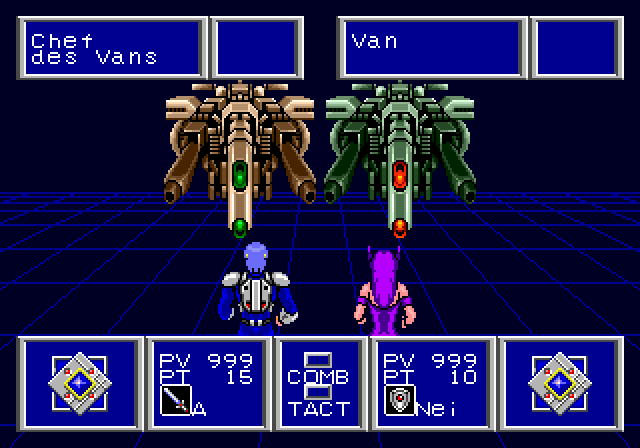 Chef
des Vans
Van
PV 999
PT 15
A
COMB
TACT
PV 999
PT 10
Nei